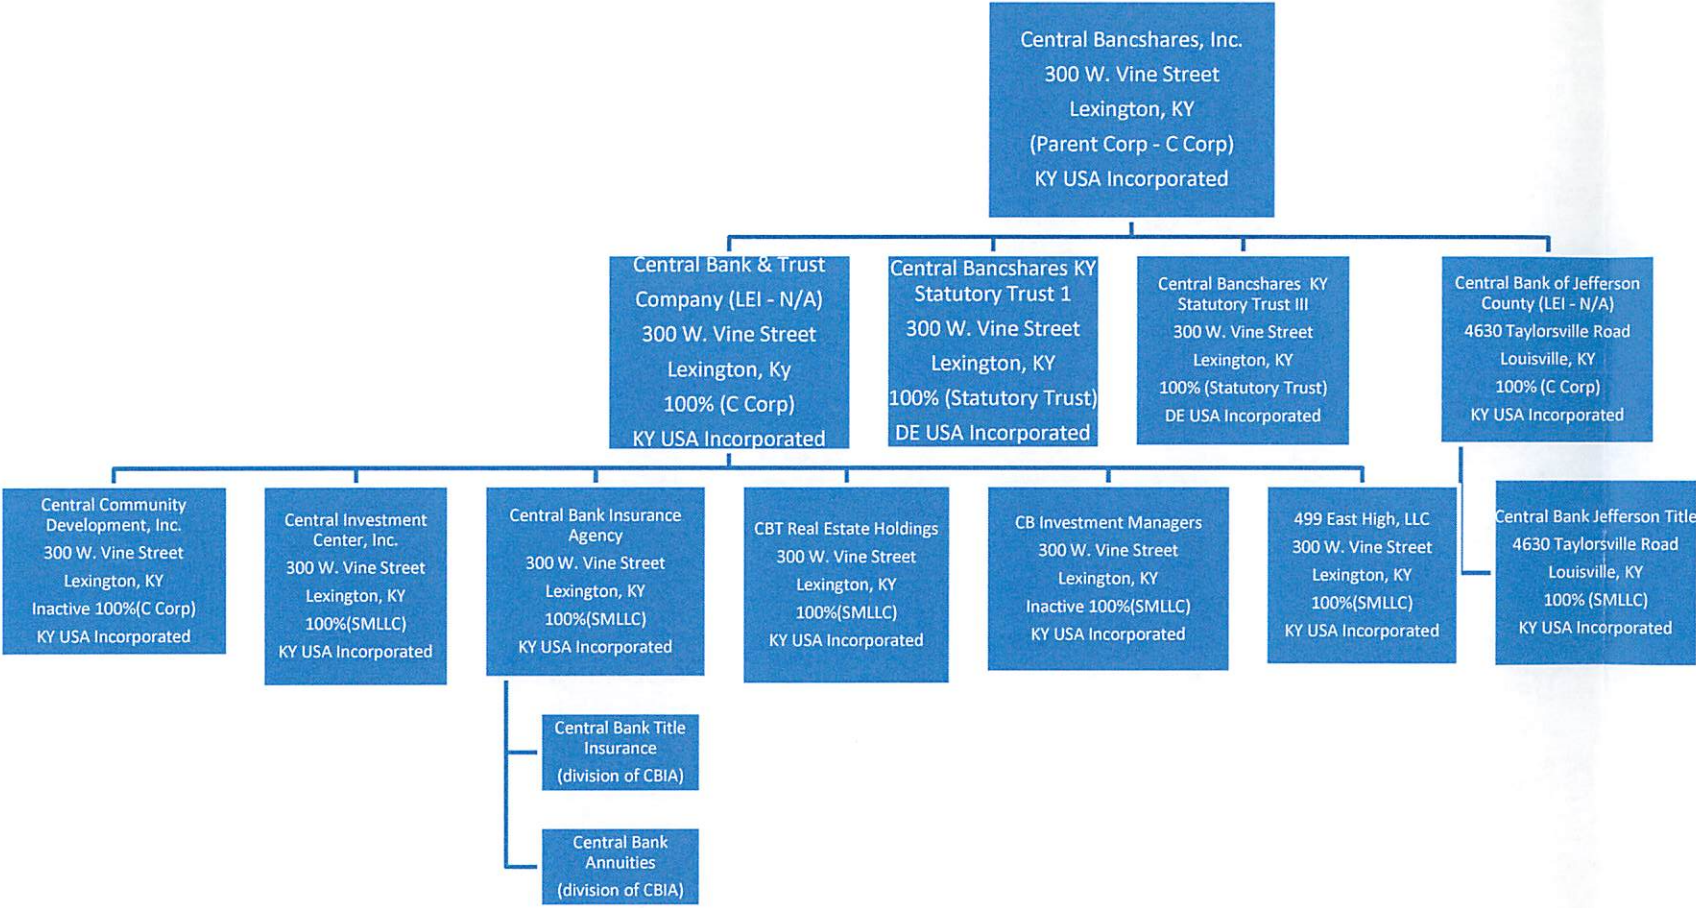 Central Bancshares, Inc.
300 W. Vine Street
Lexington, KY
(Parent Corp - C Corp)
KY USA Incorporated
Central Bank & Trust
Company (LEI - N/A)
300 W. Vine Street
Lexington, Ky
100% (C Corp)
KY USA Incorporated
Central Bancshares KY
Statutory Trust 1
300 W. Vine Street
Lexington, KY
100% (Statutory Trust)
DE USA Incorporated
Central Bancshares KY
Statutory Trust III
300 W. Vine Street
Lexington, KY
100% (Statutory Trust)
DE USA Incorporated
Central Bank of Jefferson
County (LEI - N/A)
4630 Taylorsville Road
Louisville, KY
100% (C Corp)
KY USA Incorporated
Central Community
Development, Inc.
300 W. Vine Street
Lexington, KY
Inactive 100%(C Corp)
KY USA Incorporated
Central Investment
Center, Inc.
300 W. Vine Street
Lexington, KY
100%(SMLLC)
KY USA Incorporated
Central Bank Insurance
Agency
300 W. Vine Street
Lexington, KY
100%(SMLLC)
KY USA Incorporated
CBT Real Estate Holdings
300 W. Vine Street
Lexington, KY
100%(SMLLC)
KY USA Incorporated
CB Investment Managers
300 W. Vine Street
Lexington, KY
Inactive 100%(SMLLC)
KY USA Incorporated
499 East High, LLC
300 W. Vine Street
Lexington, KY
100%(SMLLC)
KY USA Incorporated
Central Bank Jefferson Title
4630 Taylorsville Road
Louisville, KY
100% (SMLLC)
KY USA Incorporated
Central Bank Title
Insurance
(division of CBIA)
Central Bank
Annuities
(division of CBIA)